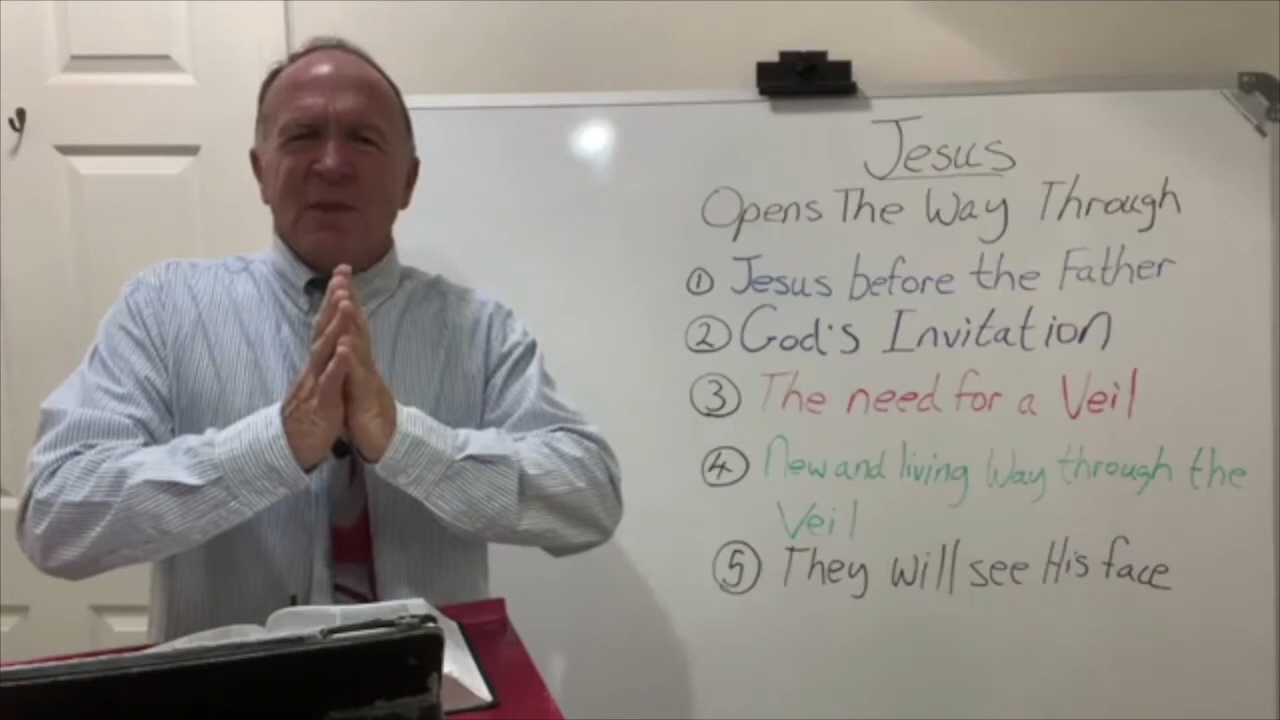 Jesus
Opens The Way Through
① Jesus before the Father
② God's Invitation
③ The need for a Veil
④ New and living Way through the
Veil
⑤ They will see His face